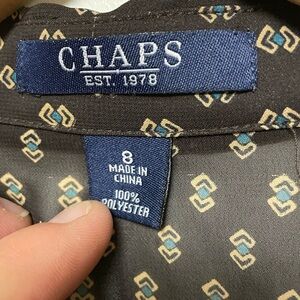 CHAPS
EST. 1978
8
MADE IN
CHINA
100%
POLYESTER